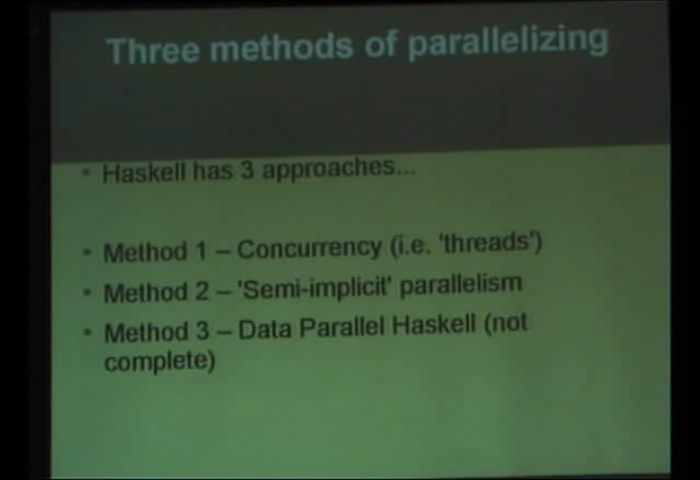 Three methods of parallelizing
• Haskell has 3 approaches...
• Method 1 – Concurrency (i.e. 'threads')
• Method 2 – 'Semi-implicit' parallelism
• Method 3 – Data Parallel Haskell (not
complete)